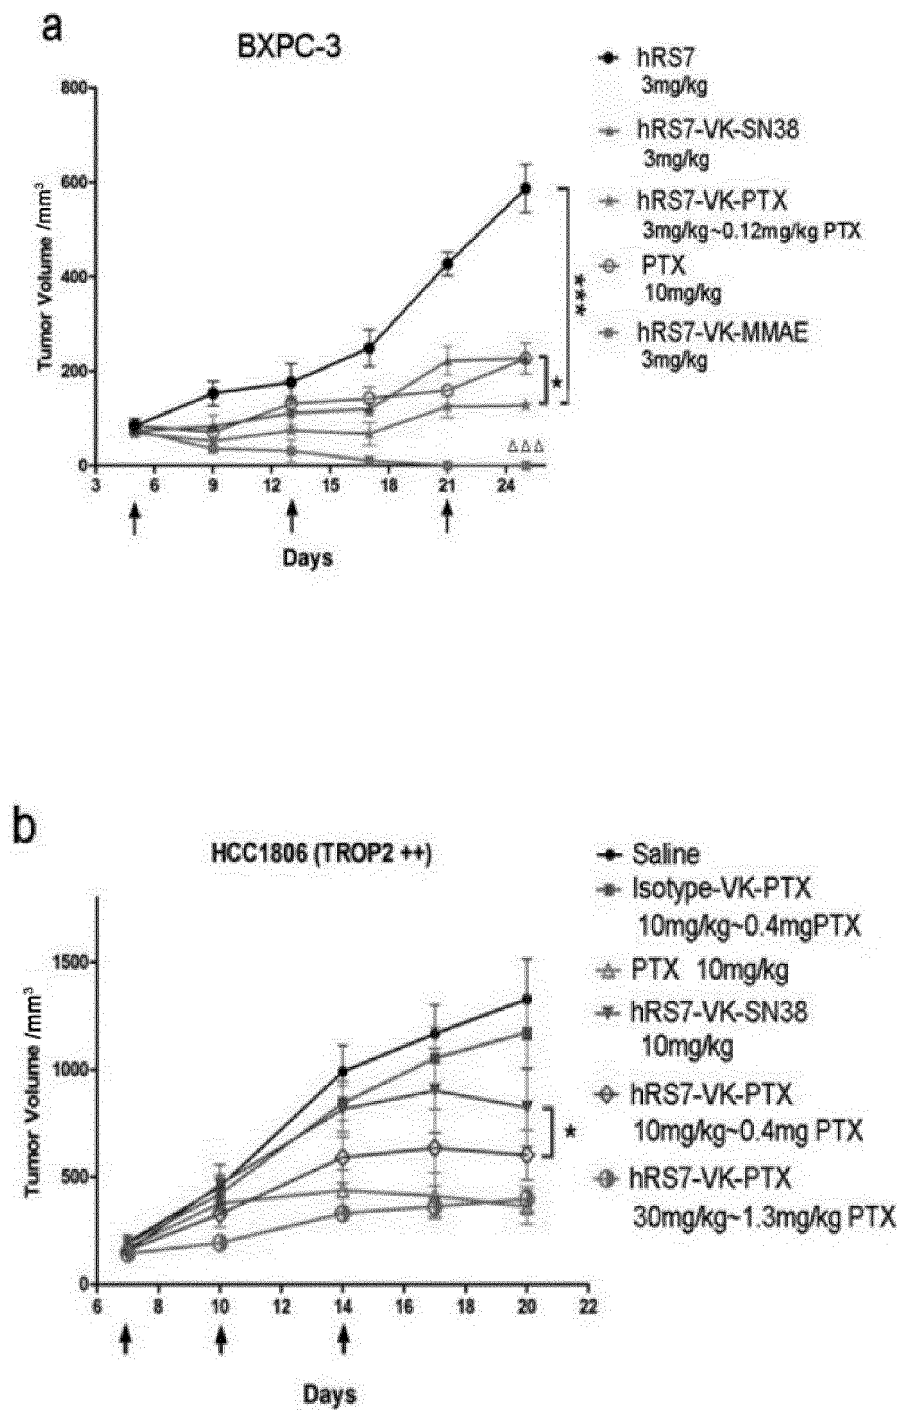 a
BXPC-3
800
600
400
200
0
Tumor Volume /mm³
3 6 9 12 15 18 21 24
Days
***
*
△△△
hRS7
3mg/kg
hRS7-VK-SN38
3mg/kg
hRS7-VK-PTX
3mg/kg~0.12mg/kg PTX
PTX
10mg/kg
hRS7-VK-MMAE
3mg/kg
b
HCC1806 (TROP2 ++)
1500
1000
500
0
Tumor Volume /mm³
6 8 10 12 14 16 18 20 22
Days
*
Saline
Isotype-VK-PTX
10mg/kg~0.4mgPTX
PTX 10mg/kg
hRS7-VK-SN38
10mg/kg
hRS7-VK-PTX
10mg/kg~0.4mg PTX
hRS7-VK-PTX
30mg/kg~1.3mg/kg PTX